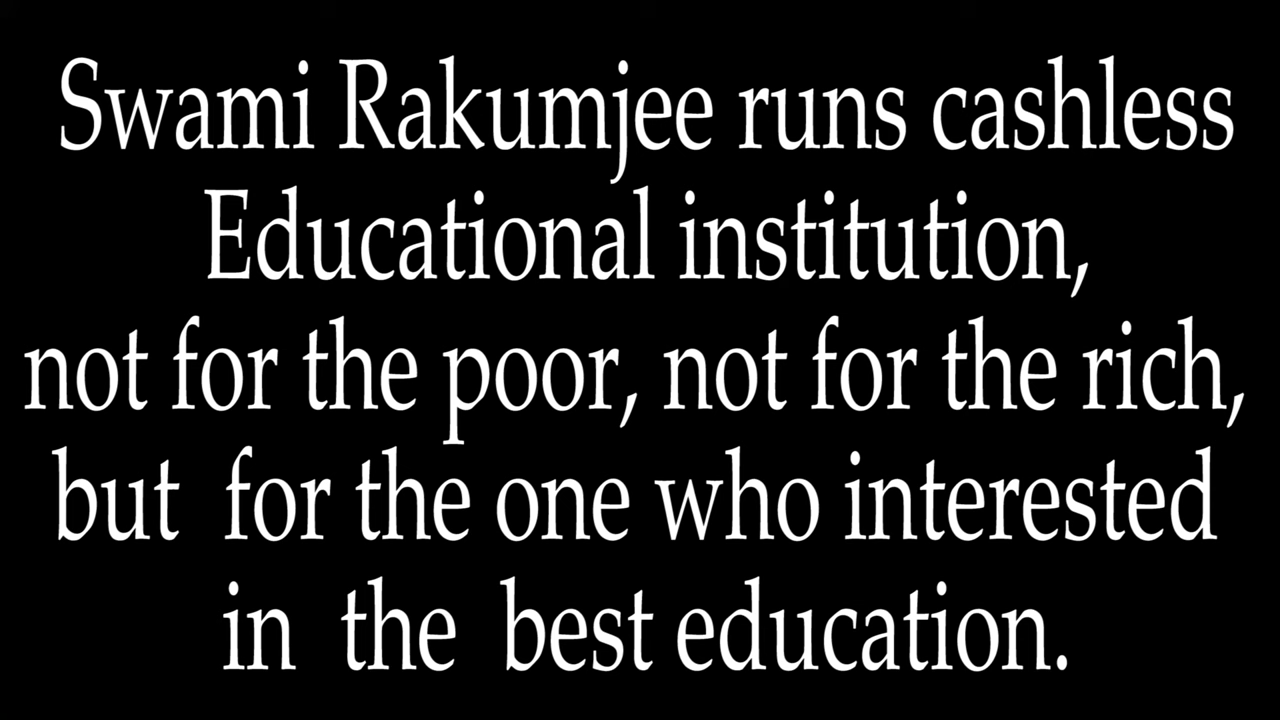 Swami Rakumjee runs cashless
Educational institution,
not for the poor, not for the rich,
but for the one who interested
in the best education.